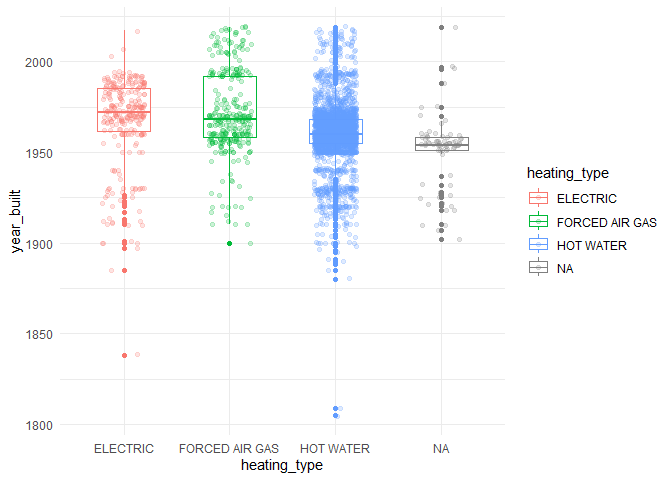 2000
1950
1900
1850
1800
year_built
ELECTRIC
FORCED AIR GAS
HOT WATER
NA
heating_type
heating_type
ELECTRIC
FORCED AIR GAS
HOT WATER
NA